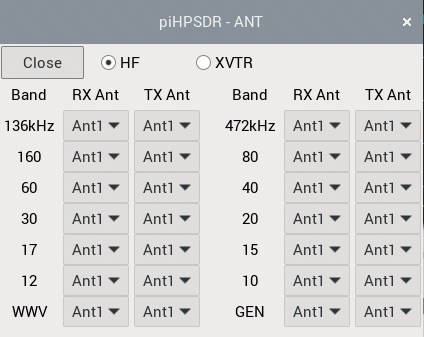 piHPSDR - ANT ×
Close HF XVTR
Band RX Ant TX Ant Band RX Ant TX Ant
136kHz Ant1 Ant1 472kHz Ant1 Ant1
160 Ant1 Ant1 80 Ant1 Ant1
60 Ant1 Ant1 40 Ant1 Ant1
30 Ant1 Ant1 20 Ant1 Ant1
17 Ant1 Ant1 15 Ant1 Ant1
12 Ant1 Ant1 10 Ant1 Ant1
WWV Ant1 Ant1 GEN Ant1 Ant1